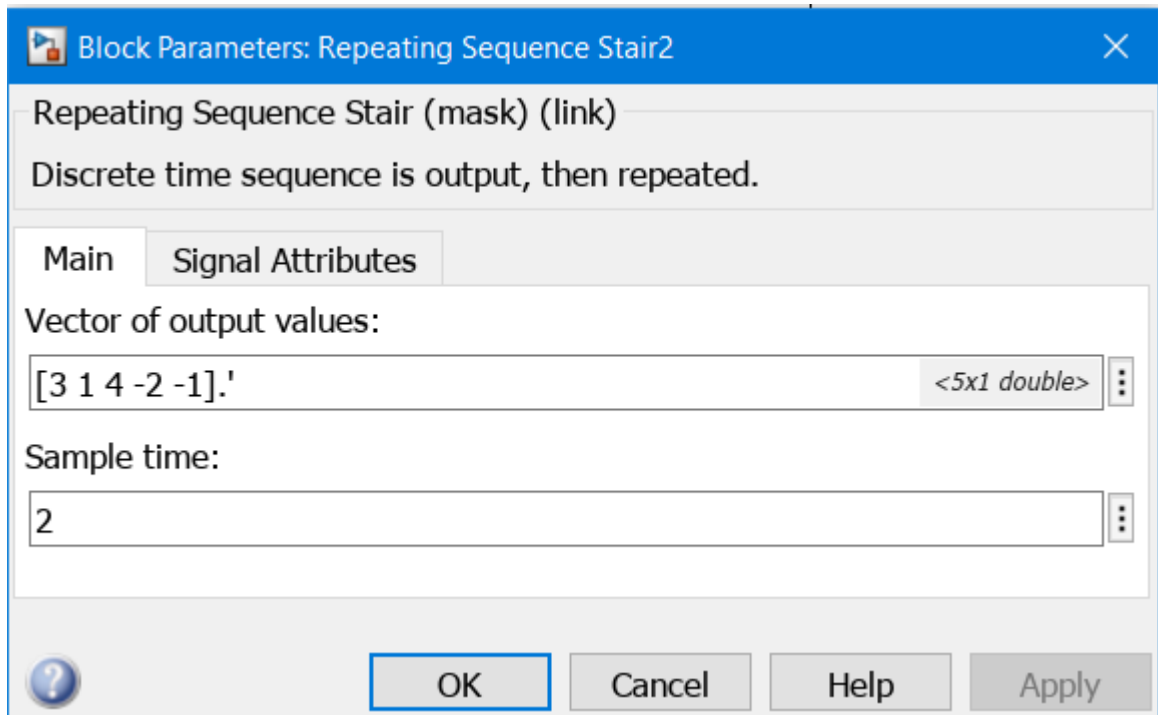 Block Parameters: Repeating Sequence Stair2
Repeating Sequence Stair (mask) (link)
Discrete time sequence is output, then repeated.
Main Signal Attributes
Vector of output values:
[3 1 4 -2 -1].' <5x1 double>
Sample time:
2
OK Cancel Help Apply